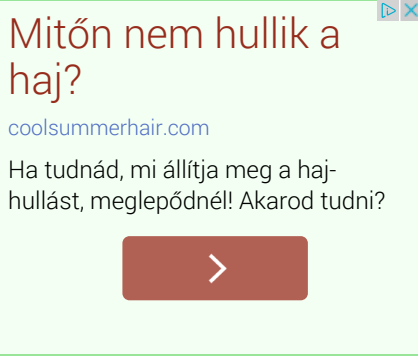 Mitőn nem hullik a
haj?
coolsummerhair.com
Ha tudnád, mi állítja meg a haj-
hullást, meglepődnél! Akarod tudni?